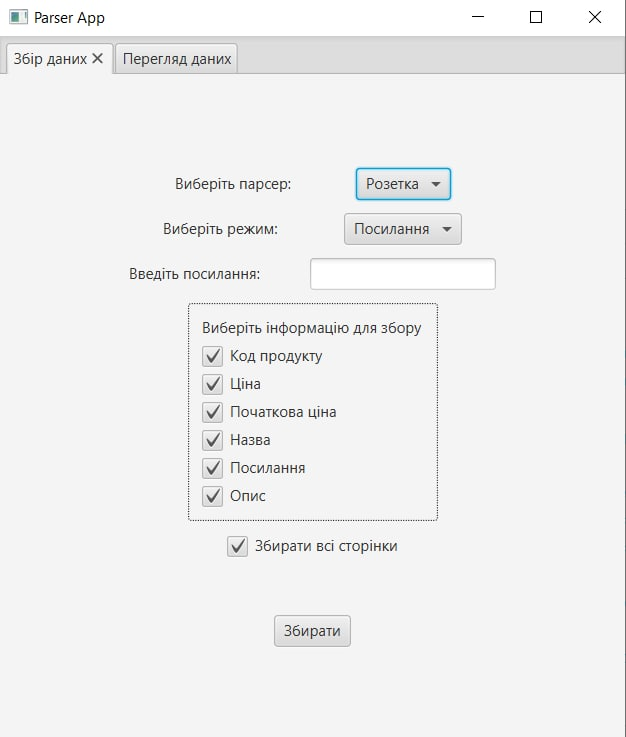 Parser App
Збір даних Перегляд даних
Виберіть парсер: Розетка
Виберіть режим: Посилання
Введіть посилання:
Виберіть інформацію для збору
Код продукту
Ціна
Початкова ціна
Назва
Посилання
Опис
Збирати всі сторінки
Збирати